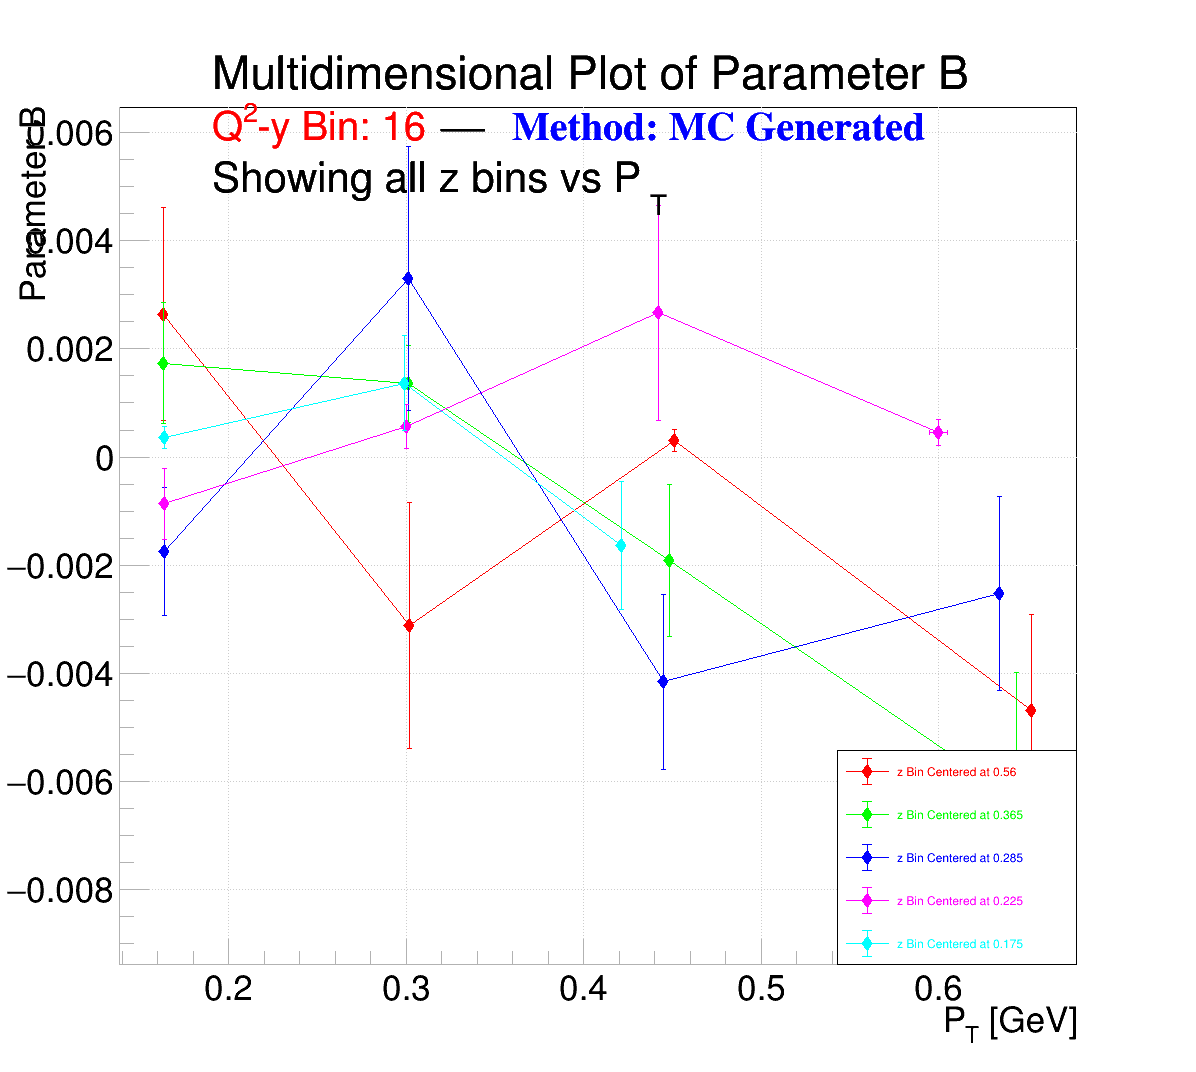 Multidimensional Plot of Parameter B
Q²-y Bin: 16 — Method: MC Generated
Showing all z bins vs P_T
Parameter B
0.006
0.004
0.002
0
−0.002
−0.004
−0.006
−0.008
z Bin Centered at 0.56
z Bin Centered at 0.365
z Bin Centered at 0.285
z Bin Centered at 0.225
z Bin Centered at 0.175
0.2 0.3 0.4 0.5 0.6
P_T [GeV]